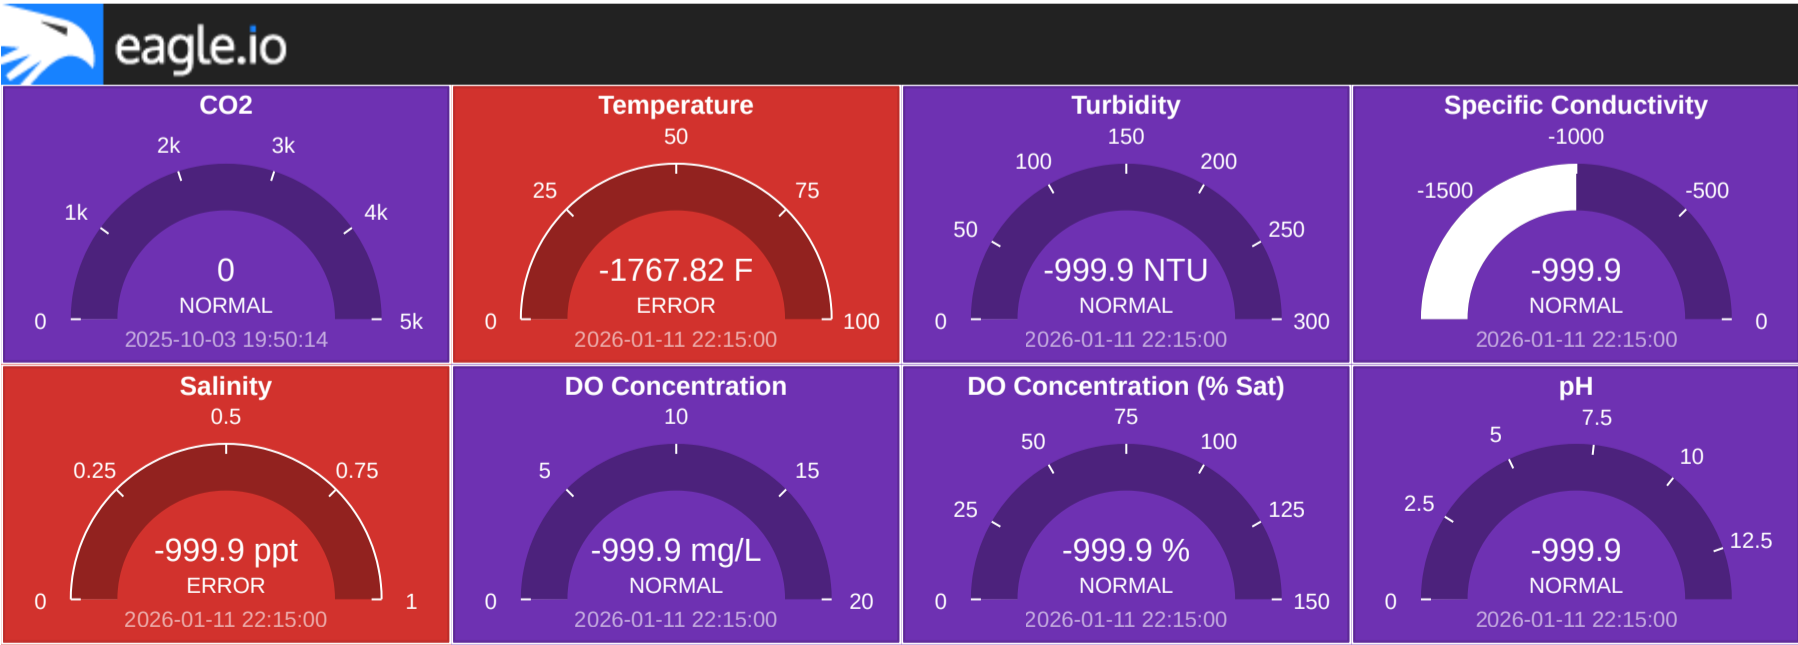 eagle.io
CO2
2k 3k
1k 4k
0
NORMAL
0 5k
2025-10-03 19:50:14
Temperature
50
25 75
-1767.82 F
ERROR
0 100
2026-01-11 22:15:00
Turbidity
150
100 200
50 250
-999.9 NTU
NORMAL
0 300
2026-01-11 22:15:00
Specific Conductivity
-1000
-1500 -500
-999.9
NORMAL
0
2026-01-11 22:15:00
Salinity
0.5
0.25 0.75
-999.9 ppt
ERROR
0 1
2026-01-11 22:15:00
DO Concentration
10
5 15
-999.9 mg/L
NORMAL
0 20
2026-01-11 22:15:00
DO Concentration (% Sat)
75
50 100
25 125
-999.9 %
NORMAL
0 150
2026-01-11 22:15:00
pH
7.5
5 10
2.5 12.5
-999.9
NORMAL
0
2026-01-11 22:15:00